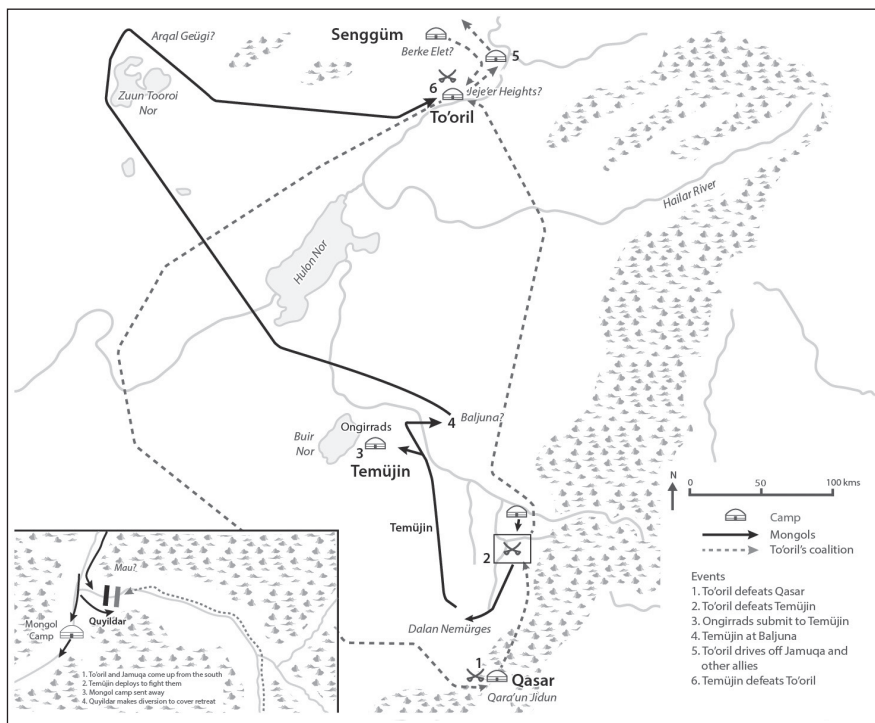 Arqal Geügi?
Senggüm
Berke Elet?
5
Zuun Tooroi
Nor
6
Jeje'er Heights?
To'oril
Hailar River
Hulon Nor
Baljuna?
4
Ongirrads
Buir
Nor
3
Temüjin
Temüjin
2
Dalan Nemürges
1
Qasar
Qara'un Jidun
N
0
50
100 kms
Camp
Mongols
To'oril's coalition
Events
1. To'oril defeats Qasar
2. To'oril defeats Temüjin
3. Ongirrads submit to Temüjin
4. Temüjin at Baljuna
5. To'oril drives off Jamuqa and
other allies
6. Temüjin defeats To'oril
Mau?
Quyildar
Mongol
Camp
1. To'oril and Jamuqa come up from the south
2. Temüjin deploys to fight them
3. Mongol camp sent away
4. Quyildar makes diversion to cover retreat